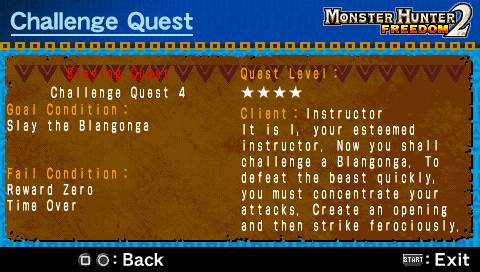 Challenge Quest
MONSTER HUNTER
FREEDOM 2
Slaying Quest
Challenge Quest 4
Goal Condition:
Slay the Blangonga
Fail Condition:
Reward Zero
Time Over
Quest Level:
★★★★
Client: Instructor
It is I, your esteemed
instructor. Now you shall
challenge a Blangonga. To
defeat the beast quickly,
you must concentrate your
attacks. Create an opening
and then strike ferociously.
□○: Back
START: Exit